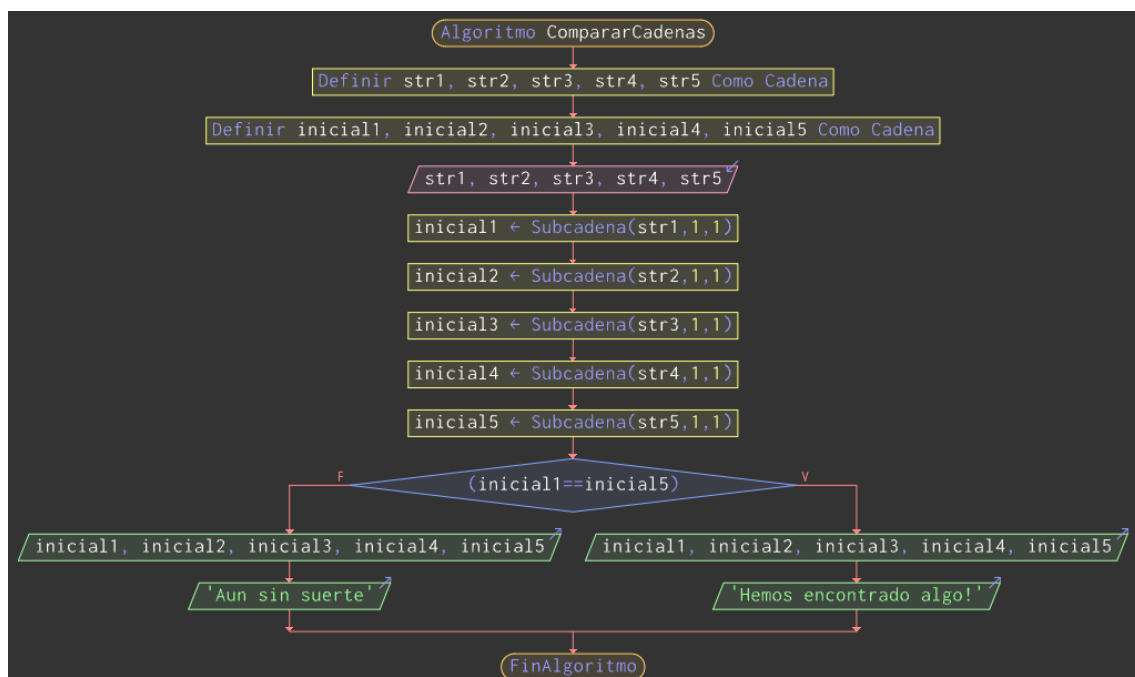 Algoritmo CompararCadenas
Definir str1, str2, str3, str4, str5 Como Cadena
Definir inicial1, inicial2, inicial3, inicial4, inicial5 Como Cadena
str1, str2, str3, str4, str5
inicial1 ← Subcadena(str1,1,1)
inicial2 ← Subcadena(str2,1,1)
inicial3 ← Subcadena(str3,1,1)
inicial4 ← Subcadena(str4,1,1)
inicial5 ← Subcadena(str5,1,1)
F
(inicial1==inicial5)
V
inicial1, inicial2, inicial3, inicial4, inicial5
inicial1, inicial2, inicial3, inicial4, inicial5
'Aun sin suerte'
'Hemos encontrado algo!'
FinAlgoritmo